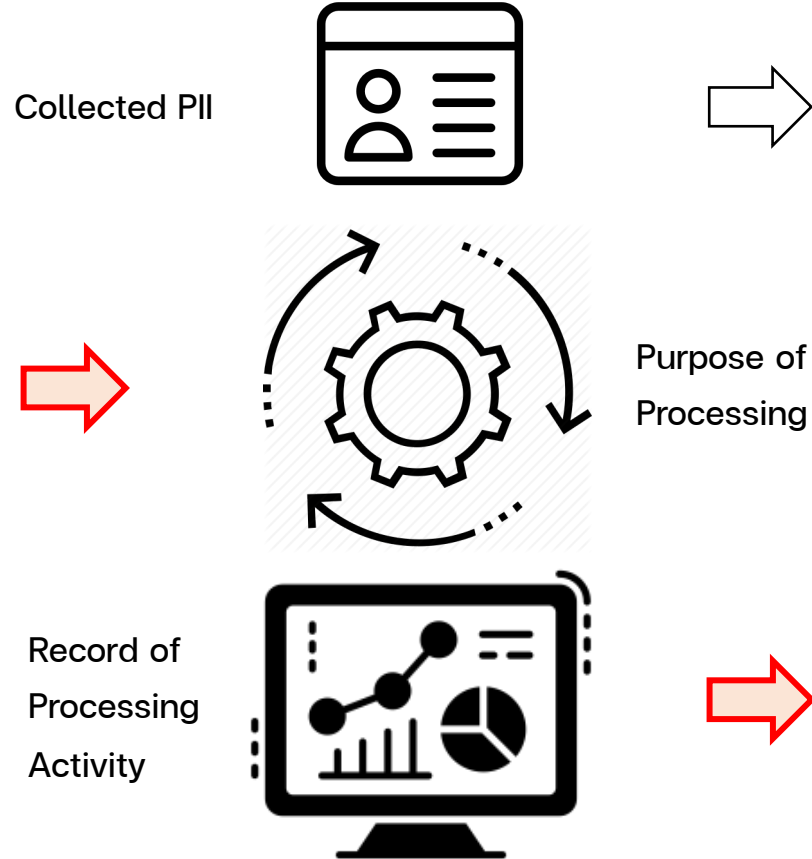 Collected PII
Purpose of
Processing
Record of
Processing
Activity